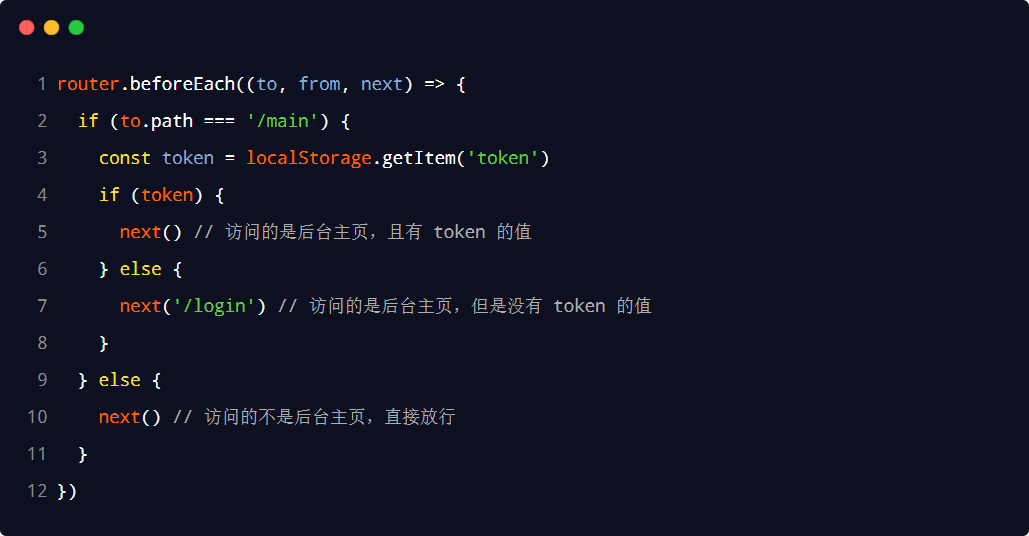 1 router.beforeEach((to, from, next) => {
2   if (to.path === '/main') {
3     const token = localStorage.getItem('token')
4     if (token) {
5       next() // 访问的是后台主页，且有 token 的值
6     } else {
7       next('/login') // 访问的是后台主页，但是没有 token 的值
8     }
9   } else {
10     next() // 访问的不是后台主页，直接放行
11   }
12 })